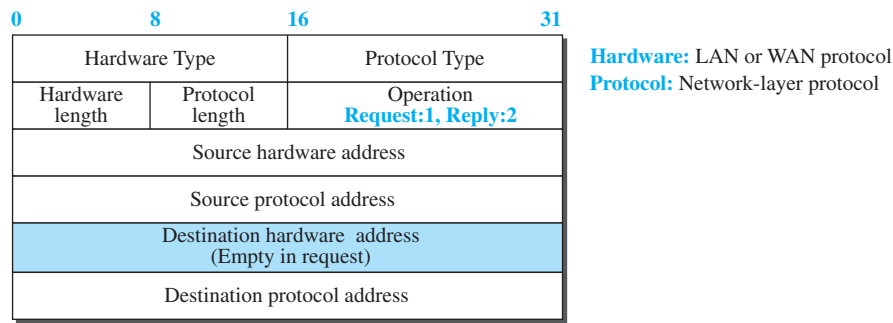 0 8 16 31
Hardware Type Protocol Type
Hardware length Protocol length Operation
Request:1, Reply:2
Source hardware address
Source protocol address
Destination hardware address
(Empty in request)
Destination protocol address
Hardware: LAN or WAN protocol
Protocol: Network-layer protocol